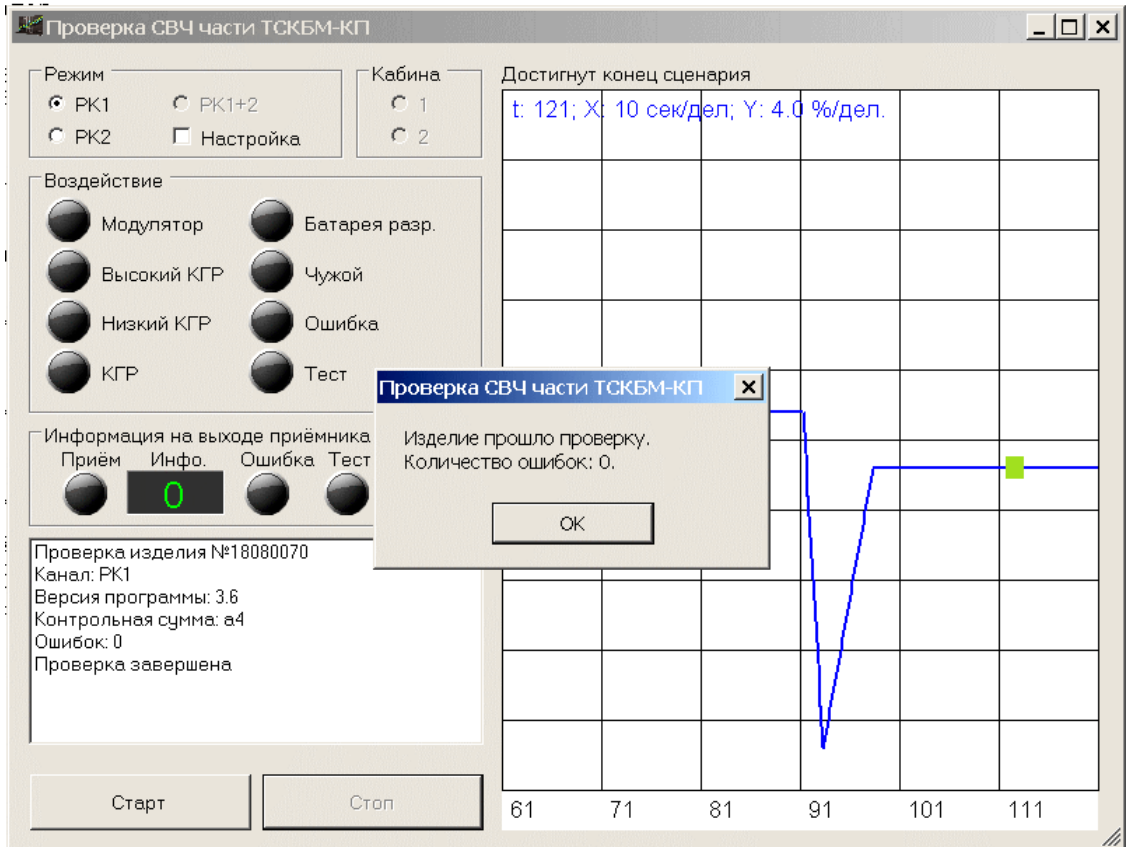 Проверка СВЧ части ТСКБМ-КП
Режим
РК1
РК1+2
РК2
Настройка
Кабина
1
2
Достигнут конец сценария
t: 121; X: 10 сек/дел; Y: 4.0 %/дел.
Воздействие
Модулятор
Батарея разр.
Высокий КГР
Чужой
Низкий КГР
Ошибка
КГР
Тест
Проверка СВЧ части ТСКБМ-КП
Изделие прошло проверку.
Количество ошибок: 0.
OK
Информация на выходе приёмника
Приём Инфо. Ошибка Тест
0
Проверка изделия №18080070
Канал: РК1
Версия программы: 3.6
Контрольная сумма: a4
Ошибок: 0
Проверка завершена
Старт
Стоп
61 71 81 91 101 111